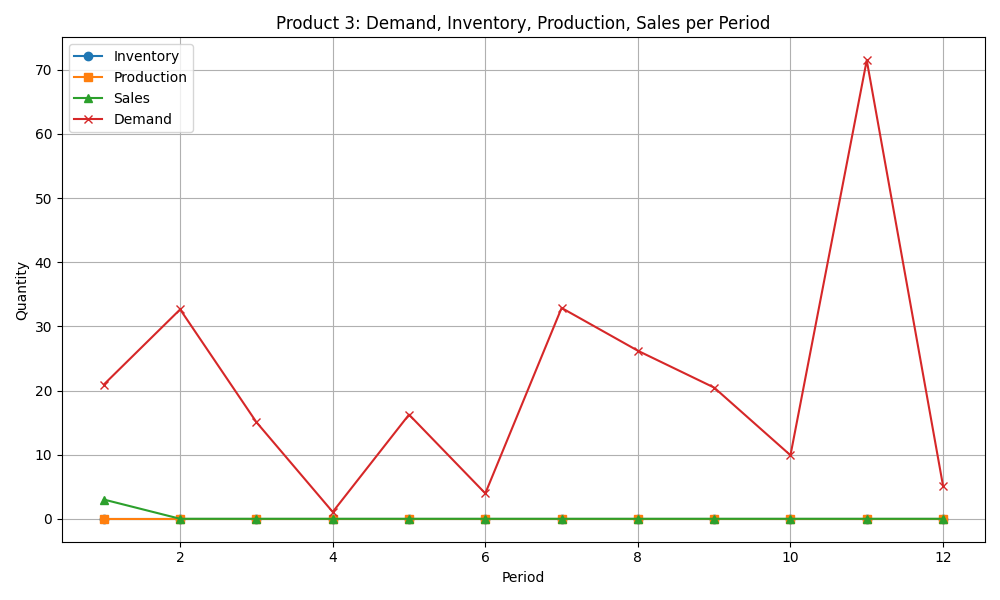 Product 3: Demand, Inventory, Production, Sales per Period
Inventory
Production
Sales
Demand
70
60
50
40
30
20
10
0
Quantity
2 4 6 8 10 12
Period